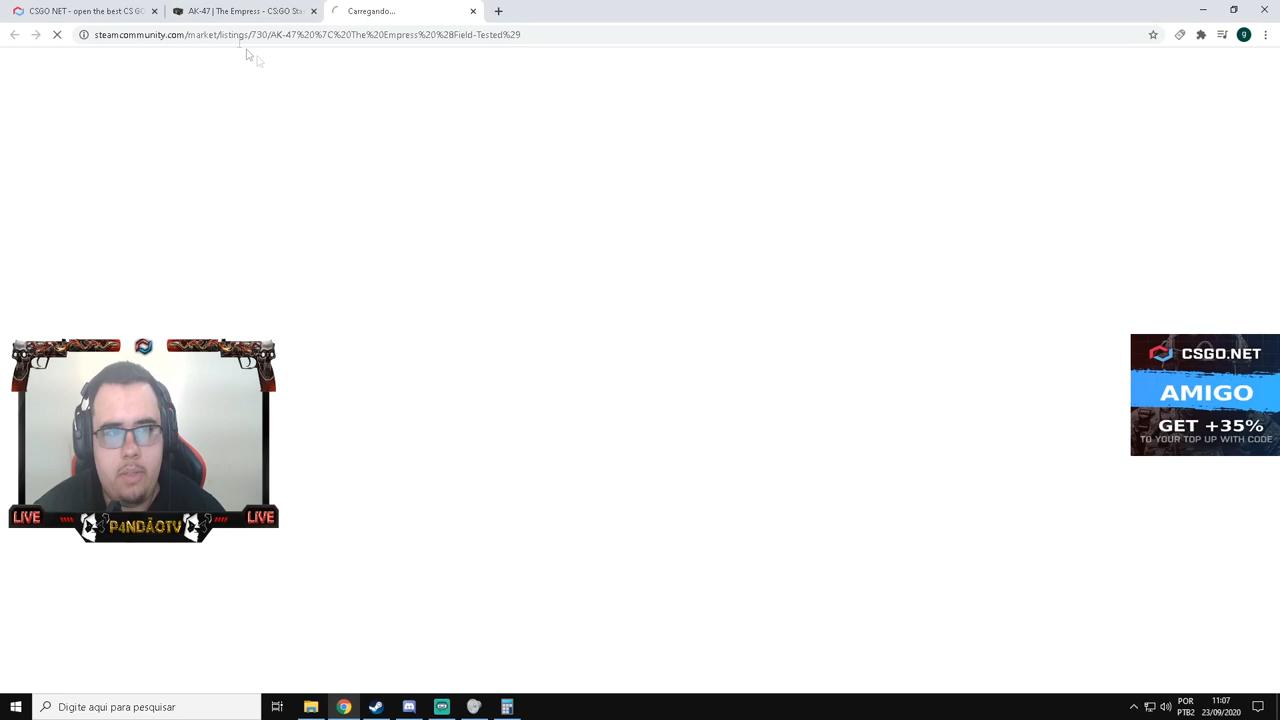 CSGO NET - open the best CS GO
AK-47 | The Empress - CS:GO Sta
Carregando...
steamcommunity.com/market/listings/730/AK-47%20%7C%20The%20Empress%20%28Field-Tested%29
g
CSGO.NET
AMIGO
GET +35%
TO YOUR TOP UP WITH CODE
LIVE
P4NDÃOTV
LIVE
Digite aqui para pesquisar
POR
PTB2
11:07
23/09/2020